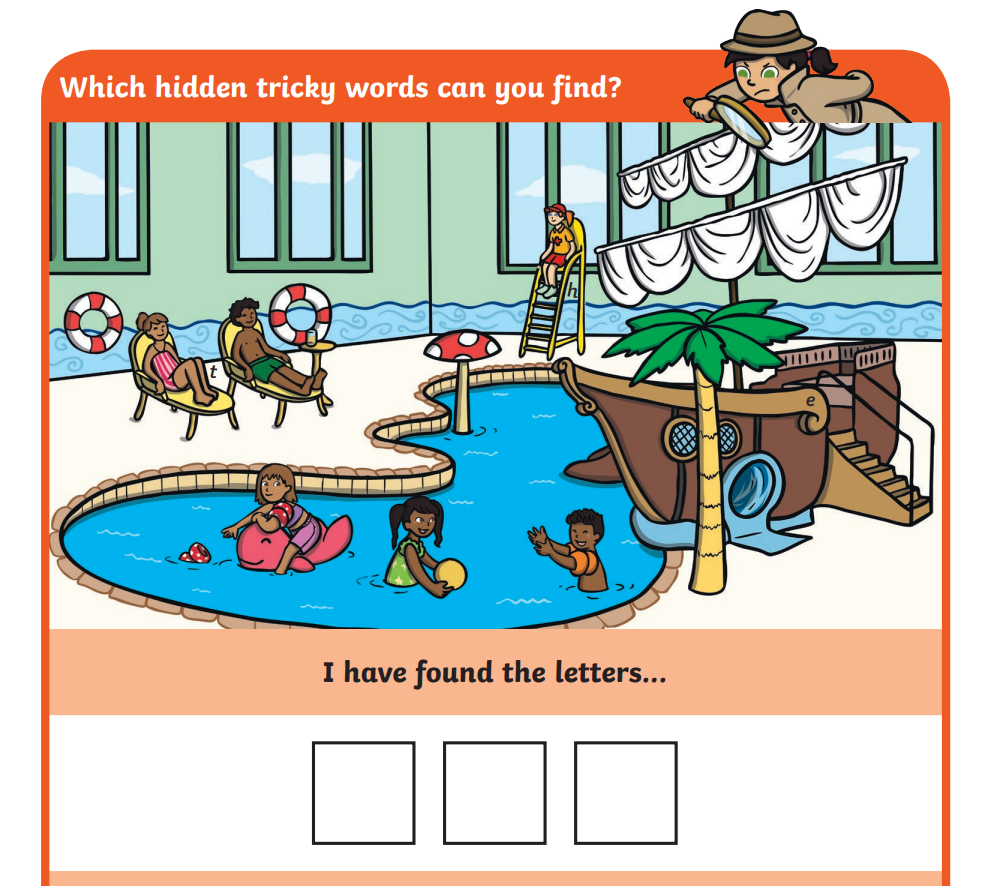 Which hidden tricky words can you find?
h
t
e
I have found the letters...